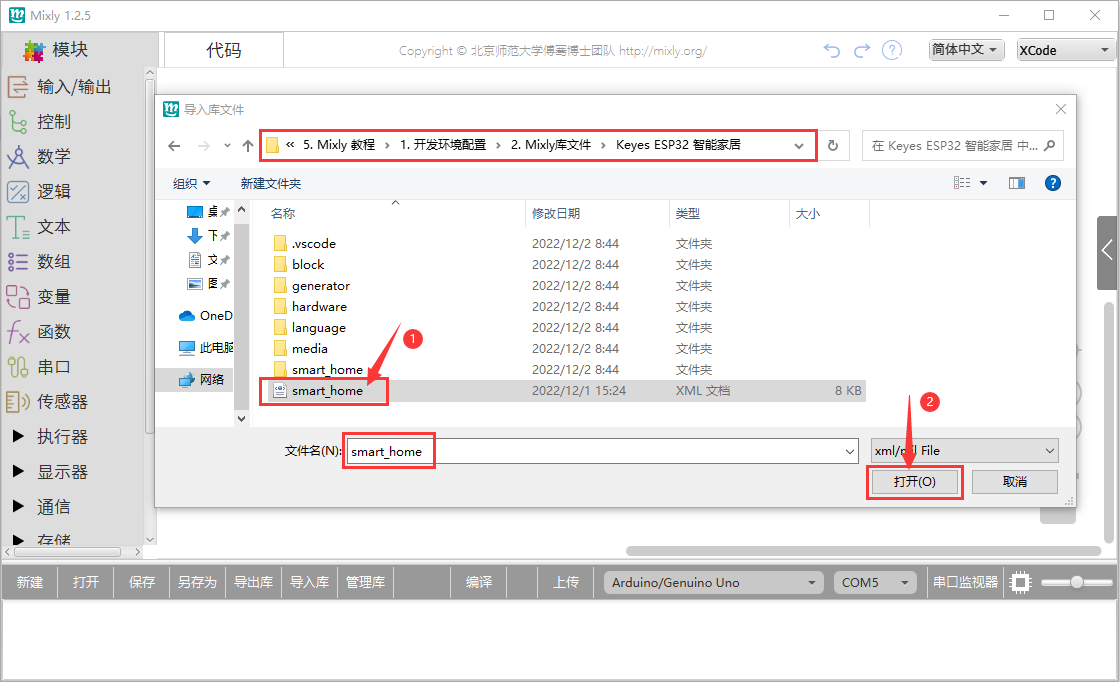 Mixly 1.2.5
模块
代码
Copyright © 北京师范大学傅骞博士团队 http://mixly.org/
简体中文
XCode
输入/输出
控制
数学
逻辑
文本
数组
变量
函数
串口
传感器
执行器
显示器
通信
存储
导入库文件
« 5. Mixly 教程 › 1. 开发环境配置 › 2. Mixly库文件 › Keyes ESP32 智能家居
在 Keyes ESP32 智能家居 中...
组织 新建文件夹
OneD
此电脑
网络
名称 修改日期 类型 大小
.vscode 2022/12/2 8:44 文件夹
block 2022/12/2 8:44 文件夹
generator 2022/12/2 8:44 文件夹
hardware 2022/12/2 8:44 文件夹
language 2022/12/2 8:44 文件夹
media 2022/12/2 8:44 文件夹
smart_home 2022/12/2 8:44 文件夹
smart_home 2022/12/1 15:24 XML 文档 8 KB
1
2
文件名(N): smart_home
File
打开(O) 取消
新建 打开 保存 另存为 导出库 导入库 管理库 编译 上传 Arduino/Genuino Uno COM5 串口监视器